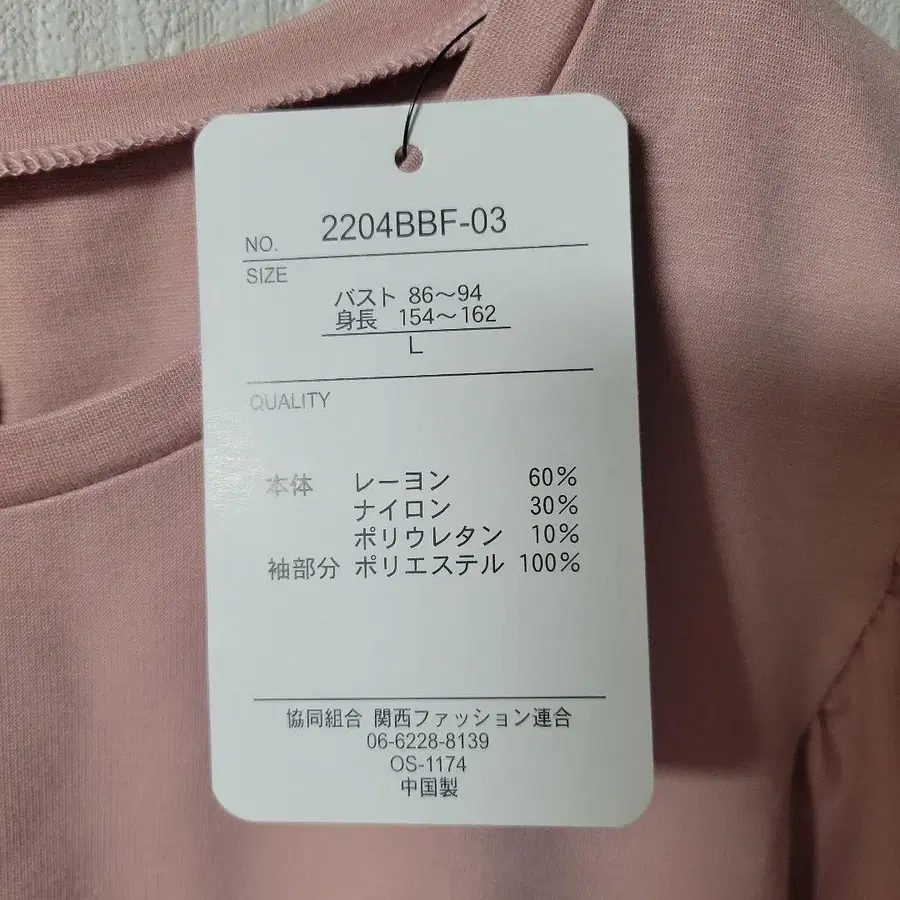 NO. 2204BBF-03
SIZE
バスト 86～94
身長 154～162
L
QUALITY
本体 レーヨン 60%
ナイロン 30%
ポリウレタン 10%
袖部分 ポリエステル 100%
協同組合 関西ファッション連合
06-6228-8139
OS-1174
中国製